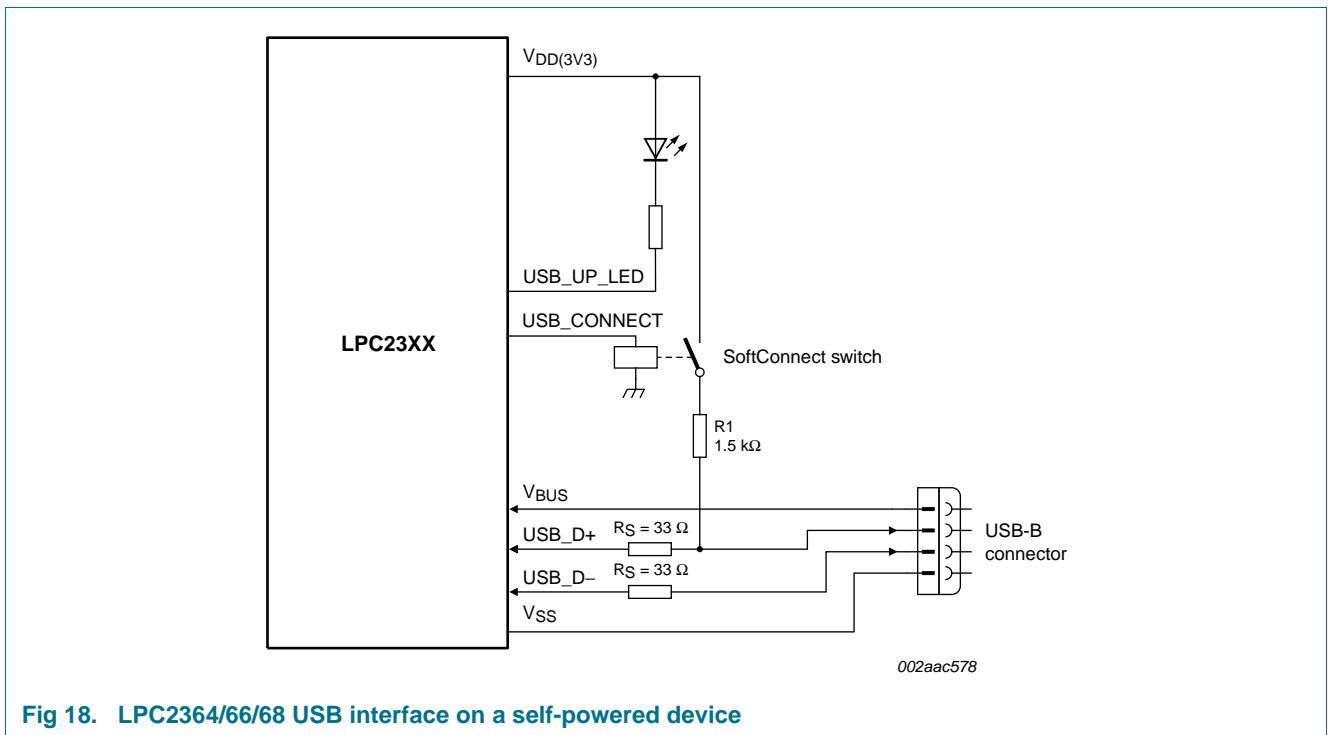 VDD(3V3)
USB_UP_LED
USB_CONNECT
LPC23XX
SoftConnect switch
R1
1.5 kΩ
VBUS
USB_D+
RS = 33 Ω
USB_D−
RS = 33 Ω
VSS
USB-B
connector
002aac578
Fig 18. LPC2364/66/68 USB interface on a self-powered device